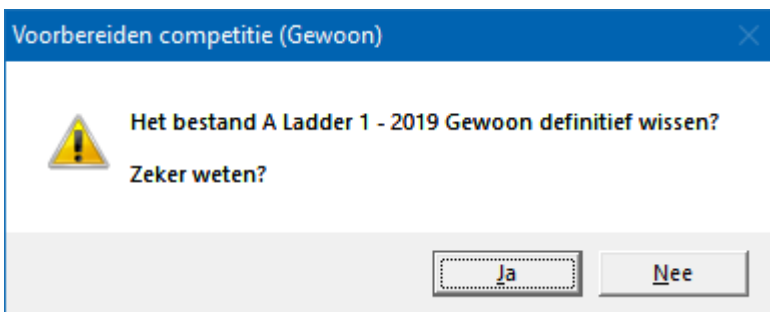 Voorbereiden competitie (Gewoon)
Het bestand A Ladder 1 - 2019 Gewoon definitief wissen?
Zeker weten?
Ja
Nee